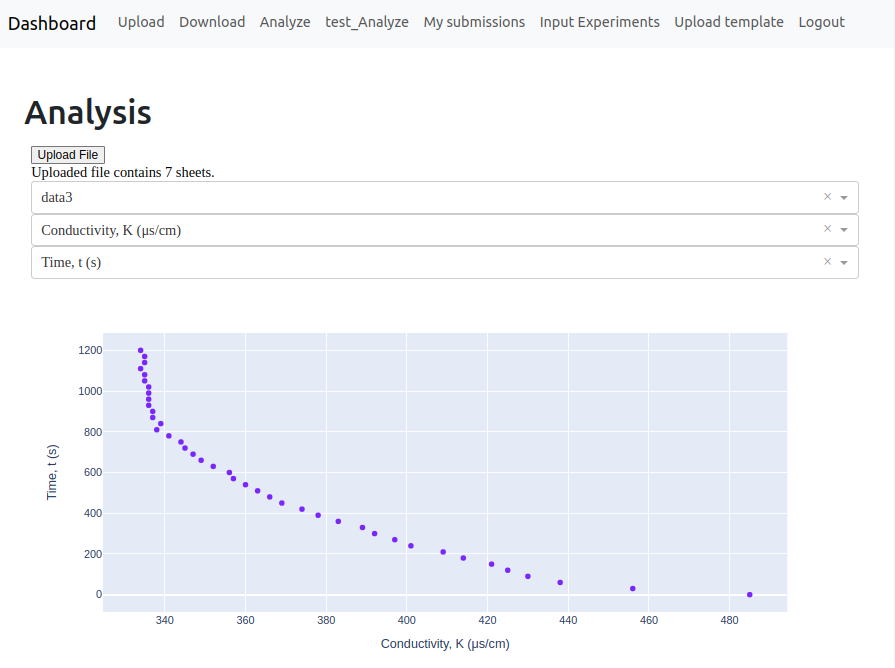 Dashboard Upload Download Analyze test_Analyze My submissions Input Experiments Upload template Logout
Analysis
Upload File
Uploaded file contains 7 sheets.
data3 ×
Conductivity, K (μs/cm) ×
Time, t (s) ×
1200
1000
800
600
400
200
0
Time, t (s)
340 360 380 400 420 440 460 480
Conductivity, K (μs/cm)